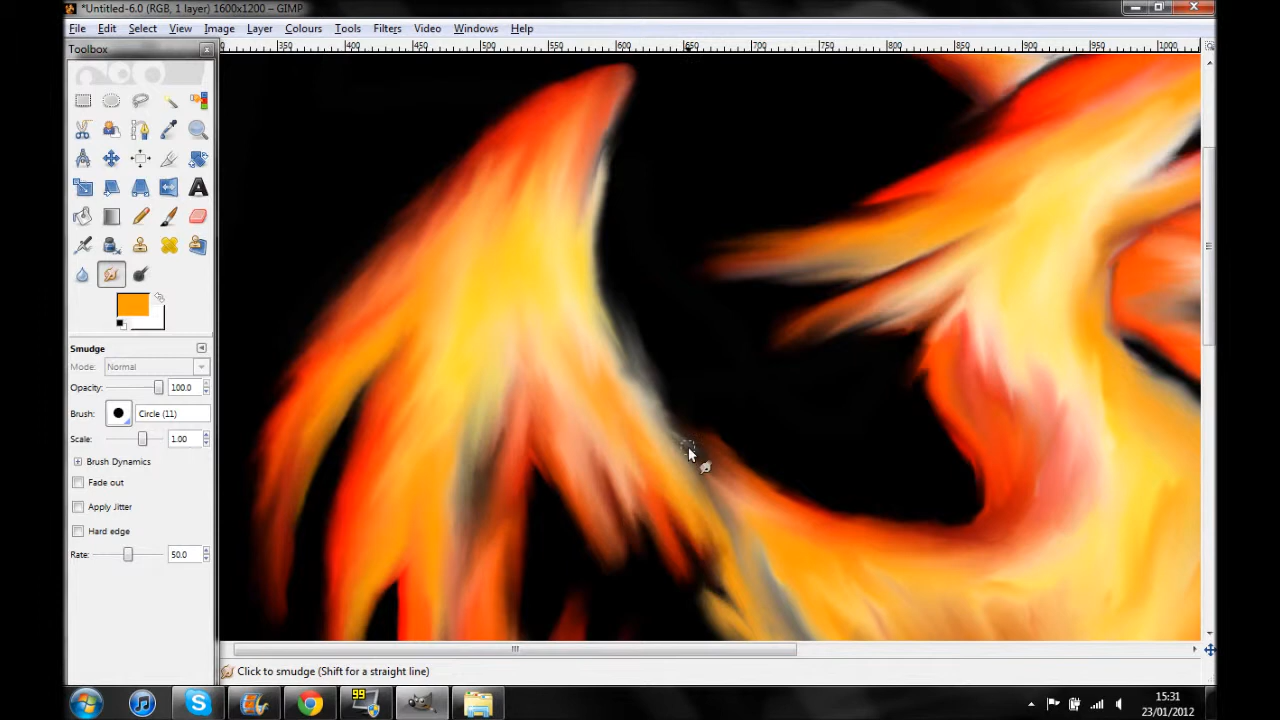 *Untitled-6.0 (RGB, 1 layer) 1600x1200 – GIMP
File Edit Select View Image Layer Colours Tools Filters Video Windows Help
Toolbox
350 400 450 500 550 600 650 700 750 800 850 900 950 1000
Smudge
Mode: Normal
Opacity: 100.0
Brush: Circle (11)
Scale: 1.00
Brush Dynamics
Fade out
Apply Jitter
Hard edge
Rate: 50.0
Click to smudge (Shift for a straight line)
99
15:31
23/01/2012